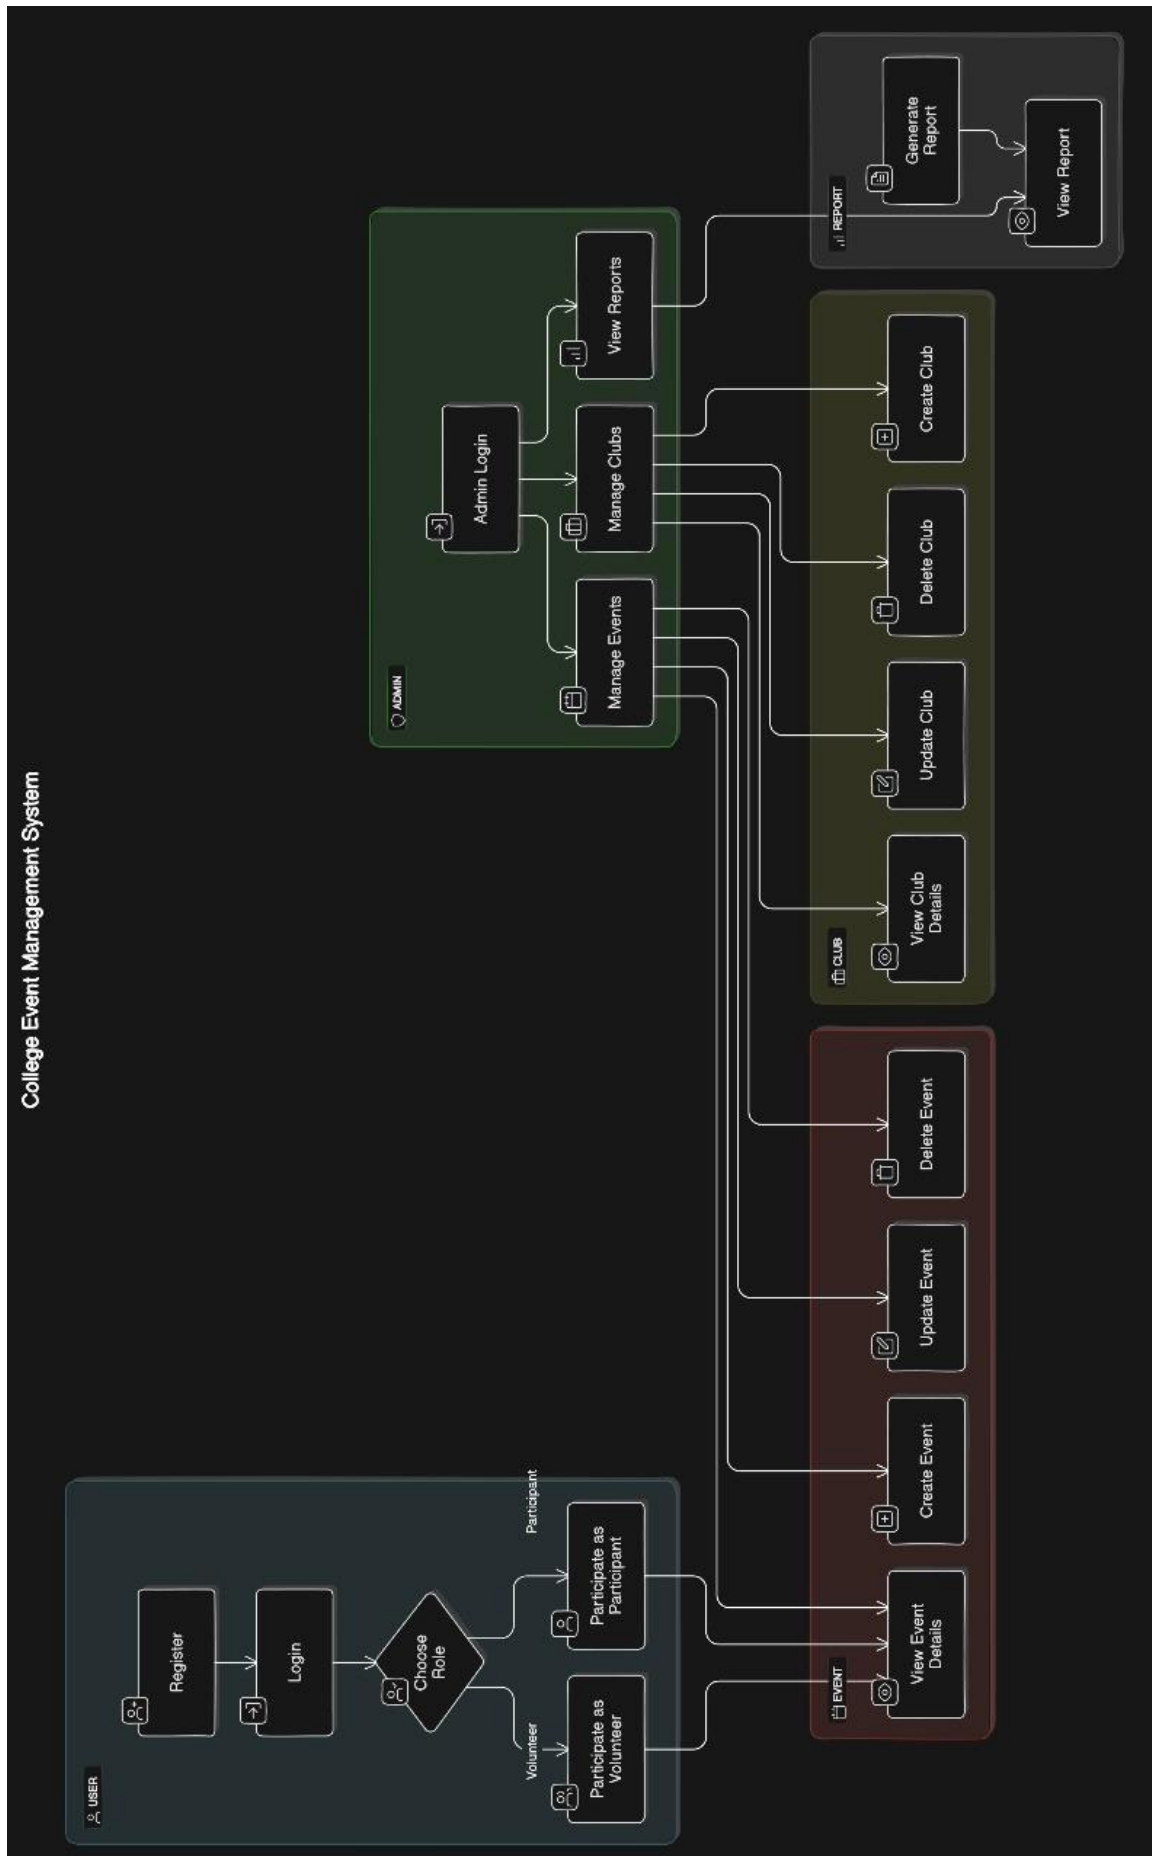 College Event Management System
USER
Register
Login
Choose
Role
Volunteer
Participant
Participate as
Volunteer
Participate as
Participant
ADMIN
Admin Login
Manage Events
Manage Clubs
View Reports
EVENT
View Event
Details
Create Event
Update Event
Delete Event
CLUB
View Club
Details
Update Club
Delete Club
Create Club
REPORT
Generate
Report
View Report